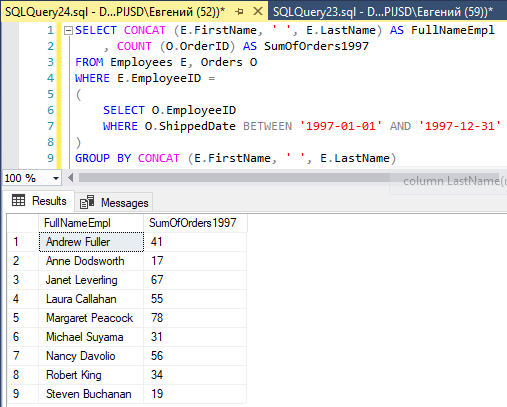 SQLQuery24.sql - D...PIJSD\Евгений (52))* SQLQuery23.sql - D...PIJSD\Евгений (59))*
1 SELECT CONCAT (E.FirstName, ' ', E.LastName) AS FullNameEmpl
2 , COUNT (O.OrderID) AS SumOfOrders1997
3 FROM Employees E, Orders O
4 WHERE E.EmployeeID =
5 (
6 SELECT O.EmployeeID
7 WHERE O.ShippedDate BETWEEN '1997-01-01' AND '1997-12-31'
8 )
9 GROUP BY CONCAT (E.FirstName, ' ', E.LastName)
100 %
column LastName(
Results Messages
FullNameEmpl SumOfOrders1997
1 Andrew Fuller 41
2 Anne Dodsworth 17
3 Janet Leverling 67
4 Laura Callahan 55
5 Margaret Peacock 78
6 Michael Suyama 31
7 Nancy Davolio 56
8 Robert King 34
9 Steven Buchanan 19